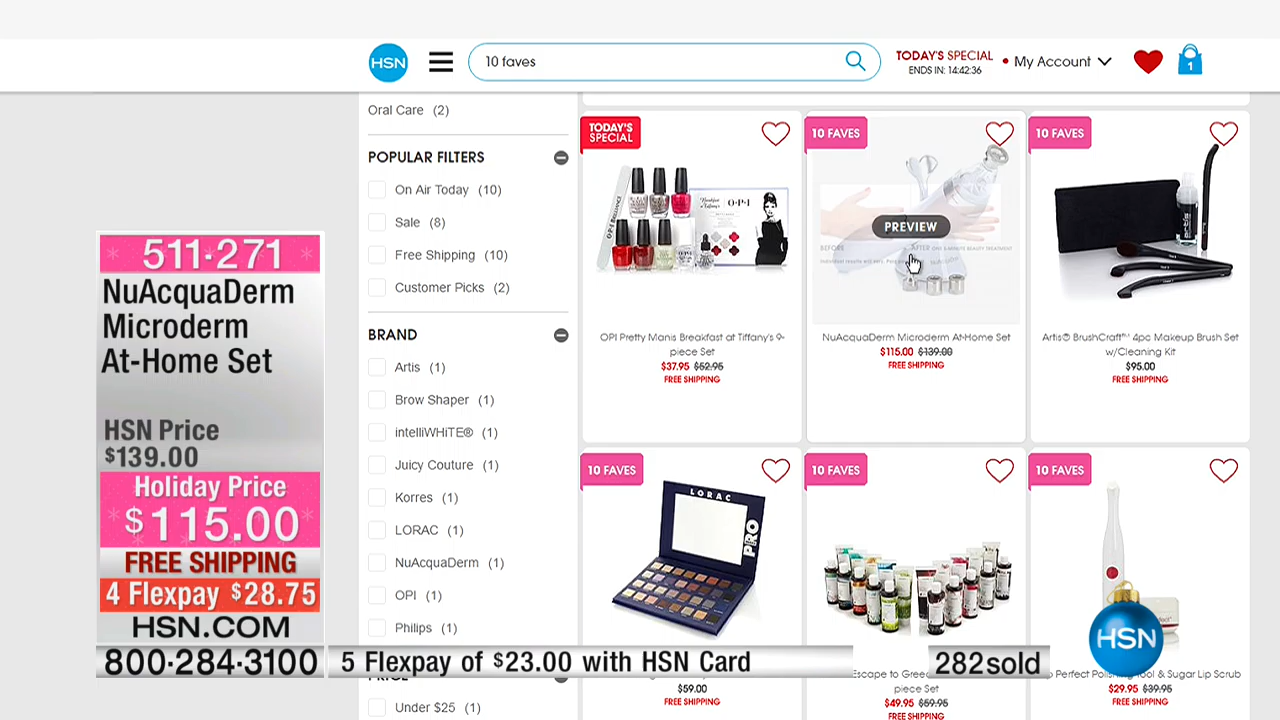 HSN
10 faves
TODAY'S SPECIAL
ENDS IN: 14:42:36
My Account
1
Oral Care (2)
POPULAR FILTERS
On Air Today (10)
Sale (8)
Free Shipping (10)
Customer Picks (2)
BRAND
Artis (1)
Brow Shaper (1)
intelliWHiTE® (1)
Juicy Couture (1)
Korres (1)
LORAC (1)
NuAcquaDerm (1)
OPI (1)
Philips (1)
PRICE
Under $25 (1)
TODAY'S
SPECIAL
O·P·I
OPI Pretty Manis Breakfast at Tiffany's 9-
piece Set
$37.95 $52.95
FREE SHIPPING
10 FAVES
PREVIEW
BEFORE
AFTER
NuAcquaDerm Microderm At-Home Set
$115.00 $139.00
FREE SHIPPING
10 FAVES
Artis® BrushCraft™ 4pc Makeup Brush Set
w/Cleaning Kit
$95.00
FREE SHIPPING
10 FAVES
LORAC
PRO
$59.00
FREE SHIPPING
10 FAVES
Escape to
piece Set
$49.95 $59.95
FREE SHIPPING
10 FAVES
Perfect Polishing Tool & Sugar Lip Scrub
$29.95 $39.95
FREE SHIPPING
511·271
NuAcquaDerm
Microderm
At-Home Set
HSN Price
$139.00
Holiday Price
$115.00
FREE SHIPPING
4 Flexpay $28.75
HSN.COM
800·284·3100
5 Flexpay of $23.00 with HSN Card
282sold
HSN